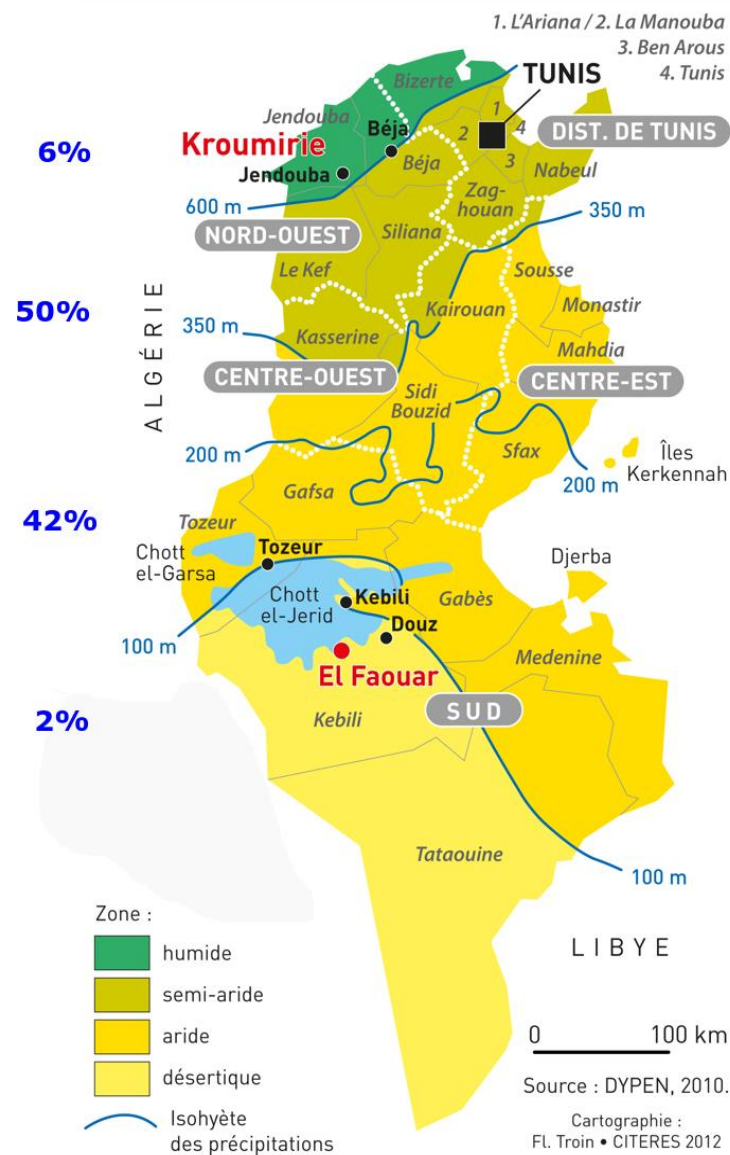 1. L'Ariana / 2. La Manouba
3. Ben Arous
4. Tunis
TUNIS
Bizerte
1
Jendouba
Béja
2
4
DIST. DE TUNIS
6%
Kroumirie
Jendouba
Béja
3
Nabeul
600 m
Zag-
houan
350 m
NORD-OUEST
Siliana
Le Kef
Sousse
ALGÉRIE
50%
Kairouan
Monastir
350 m
Kasserine
Mahdia
CENTRE-OUEST
CENTRE-EST
Sidi
Bouzid
200 m
Sfax
Îles
Kerkennah
200 m
Gafsa
42%
Tozeur
Chott
el-Garsa
Tozeur
Djerba
Chott
el-Jerid
Kebili
Gabès
Douz
100 m
Medenine
El Faouar
2%
Kebili
SUD
Tataouine
100 m
Zone :
humide
semi-aride
aride
désertique
Isohyète
des précipitations
LIBYE
0 100 km
Source : DYPEN, 2010.
Cartographie :
Fl. Troin • CITERES 2012